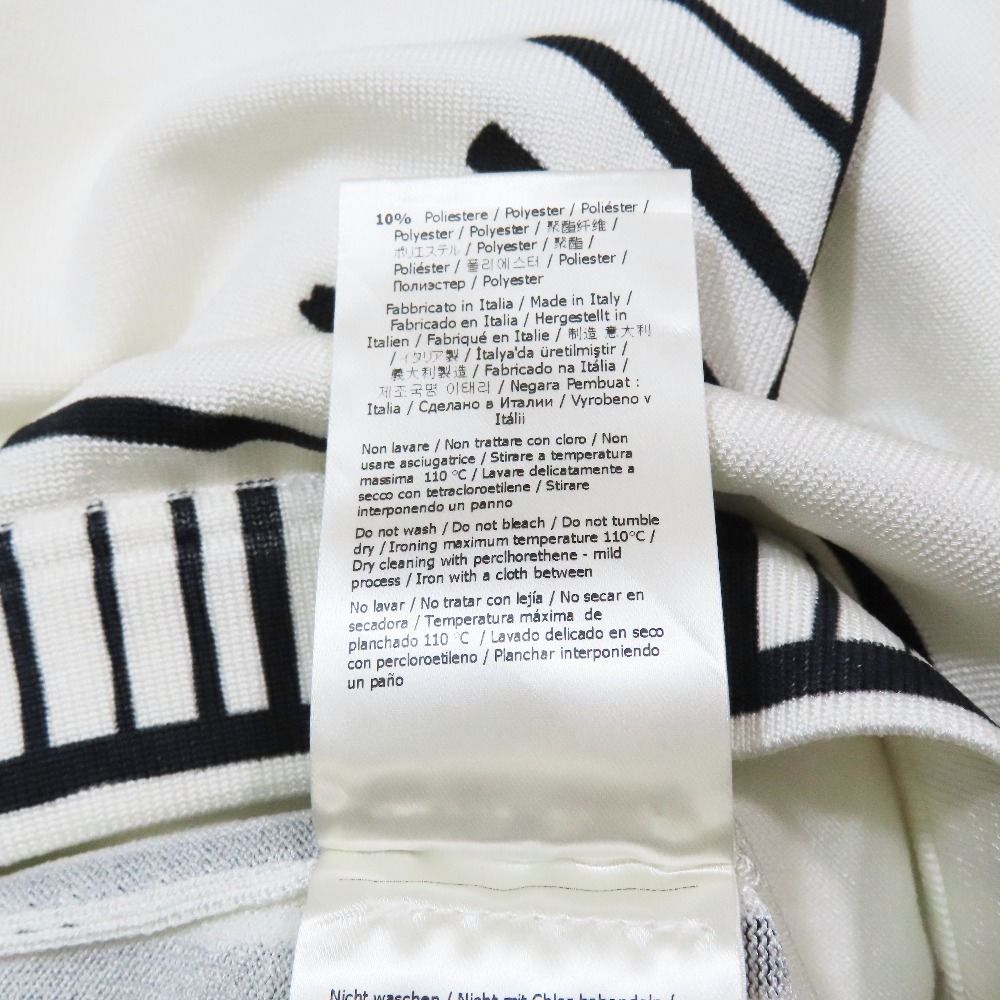 10% Poliestere / Polyester / Poliéster /
Polyester / Polyester / 聚酯纤维 /
ポリエステル / Polyester / 聚酯 /
Poliéster / 폴리에스터 / Poliester /
Полиэстер / Polyester
Fabbricato in Italia / Made in Italy /
Fabricado en Italia / Hergestellt in
Italien / Fabriqué en Italie / 制造 意大利
/ イタリア製 / İtalya'da üretilmiştir /
義大利製造 / Fabricado na Itália /
제조국명 이태리 / Negara Pembuat :
Italia / Сделано в Италии / Vyrobeno v
Itálii
Non lavare / Non trattare con cloro / Non
usare asciugatrice / Stirare a temperatura
massima 110 °C / Lavare delicatamente a
secco con tetracloroetilene / Stirare
interponendo un panno
Do not wash / Do not bleach / Do not tumble
dry / Ironing maximum temperature 110°C /
Dry cleaning with perclhorethene - mild
process / Iron with a cloth between
No lavar / No tratar con lejía / No secar en
secadora / Temperatura máxima de
planchado 110 °C / Lavado delicado en seco
con percloroetileno / Planchar interponiendo
un paño
Nicht waschen / Nicht mit Chlor behandeln /